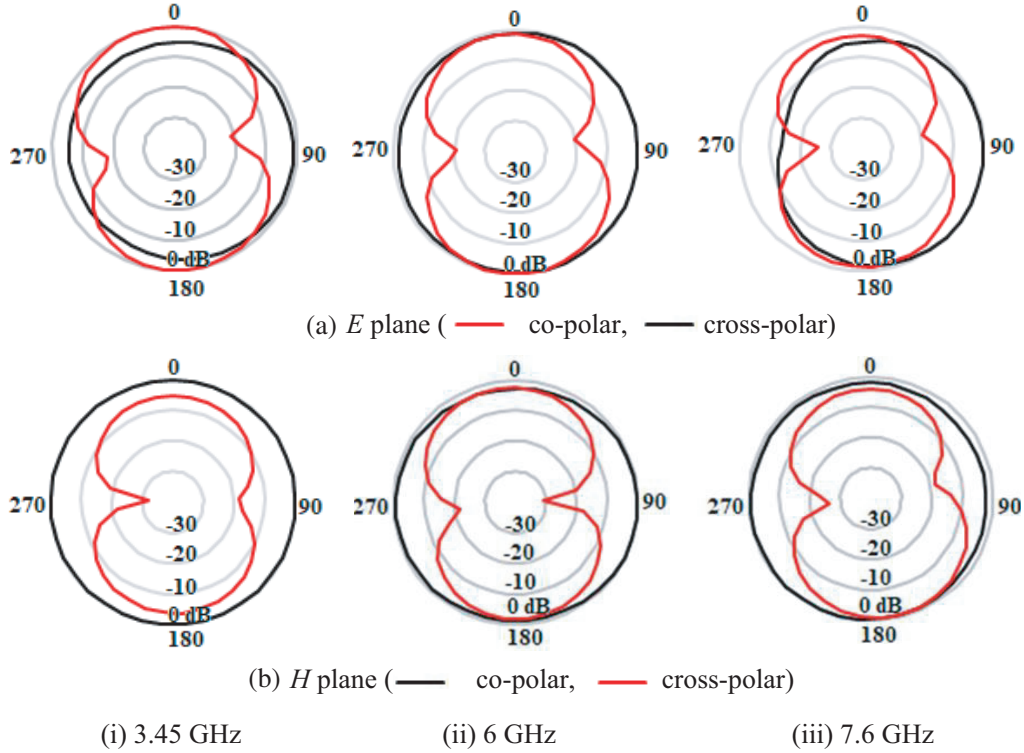 0 0 0
270 90 270 90 270 90
-30 -30 -30
-20 -20 -20
-10 -10 -10
0 dB 0 dB 0 dB
180 180 180
(a) E plane ( co-polar, cross-polar)
0 0 0
270 90 270 90 270 90
-30 -30 -30
-20 -20 -20
-10 -10 -10
0 dB 0 dB 0 dB
180 180 180
(b) H plane ( co-polar, cross-polar)
(i) 3.45 GHz (ii) 6 GHz (iii) 7.6 GHz